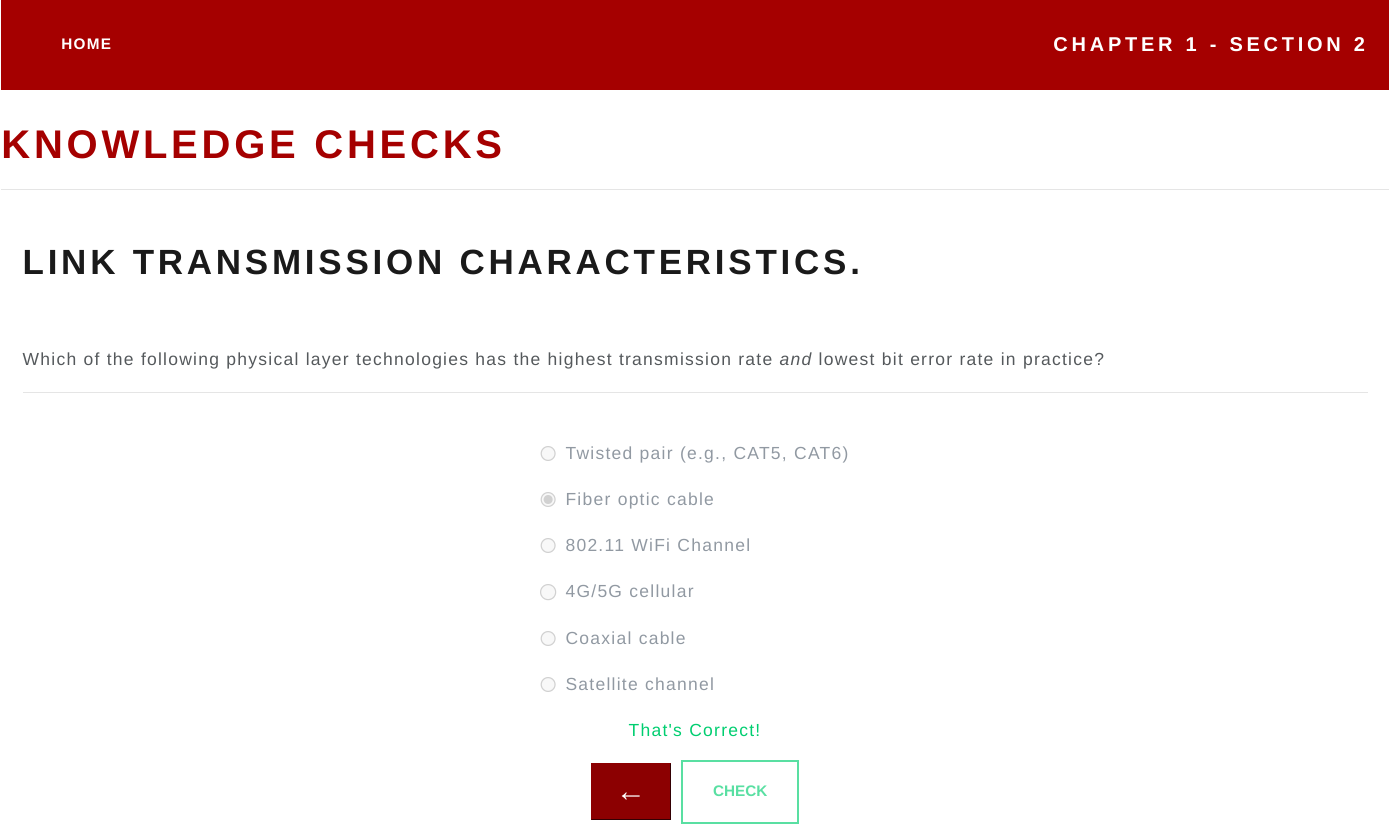 HOME
CHAPTER 1 - SECTION 2
KNOWLEDGE CHECKS
LINK TRANSMISSION CHARACTERISTICS.
Which of the following physical layer technologies has the highest transmission rate and lowest bit error rate in practice?
Twisted pair (e.g., CAT5, CAT6)
Fiber optic cable
802.11 WiFi Channel
4G/5G cellular
Coaxial cable
Satellite channel
That's Correct!
← CHECK